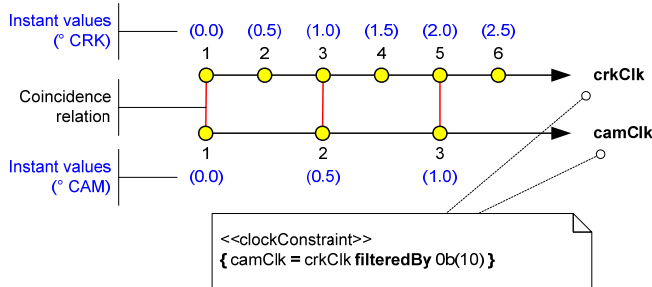 Instant values
(° CRK)
(0.0) (0.5) (1.0) (1.5) (2.0) (2.5)
1 2 3 4 5 6
crkClk
Coincidence
relation
camClk
1 2 3
Instant values
(° CAM)
(0.0) (0.5) (1.0)
<<clockConstraint>>
{ camClk = crkClk filteredBy 0b(10) }